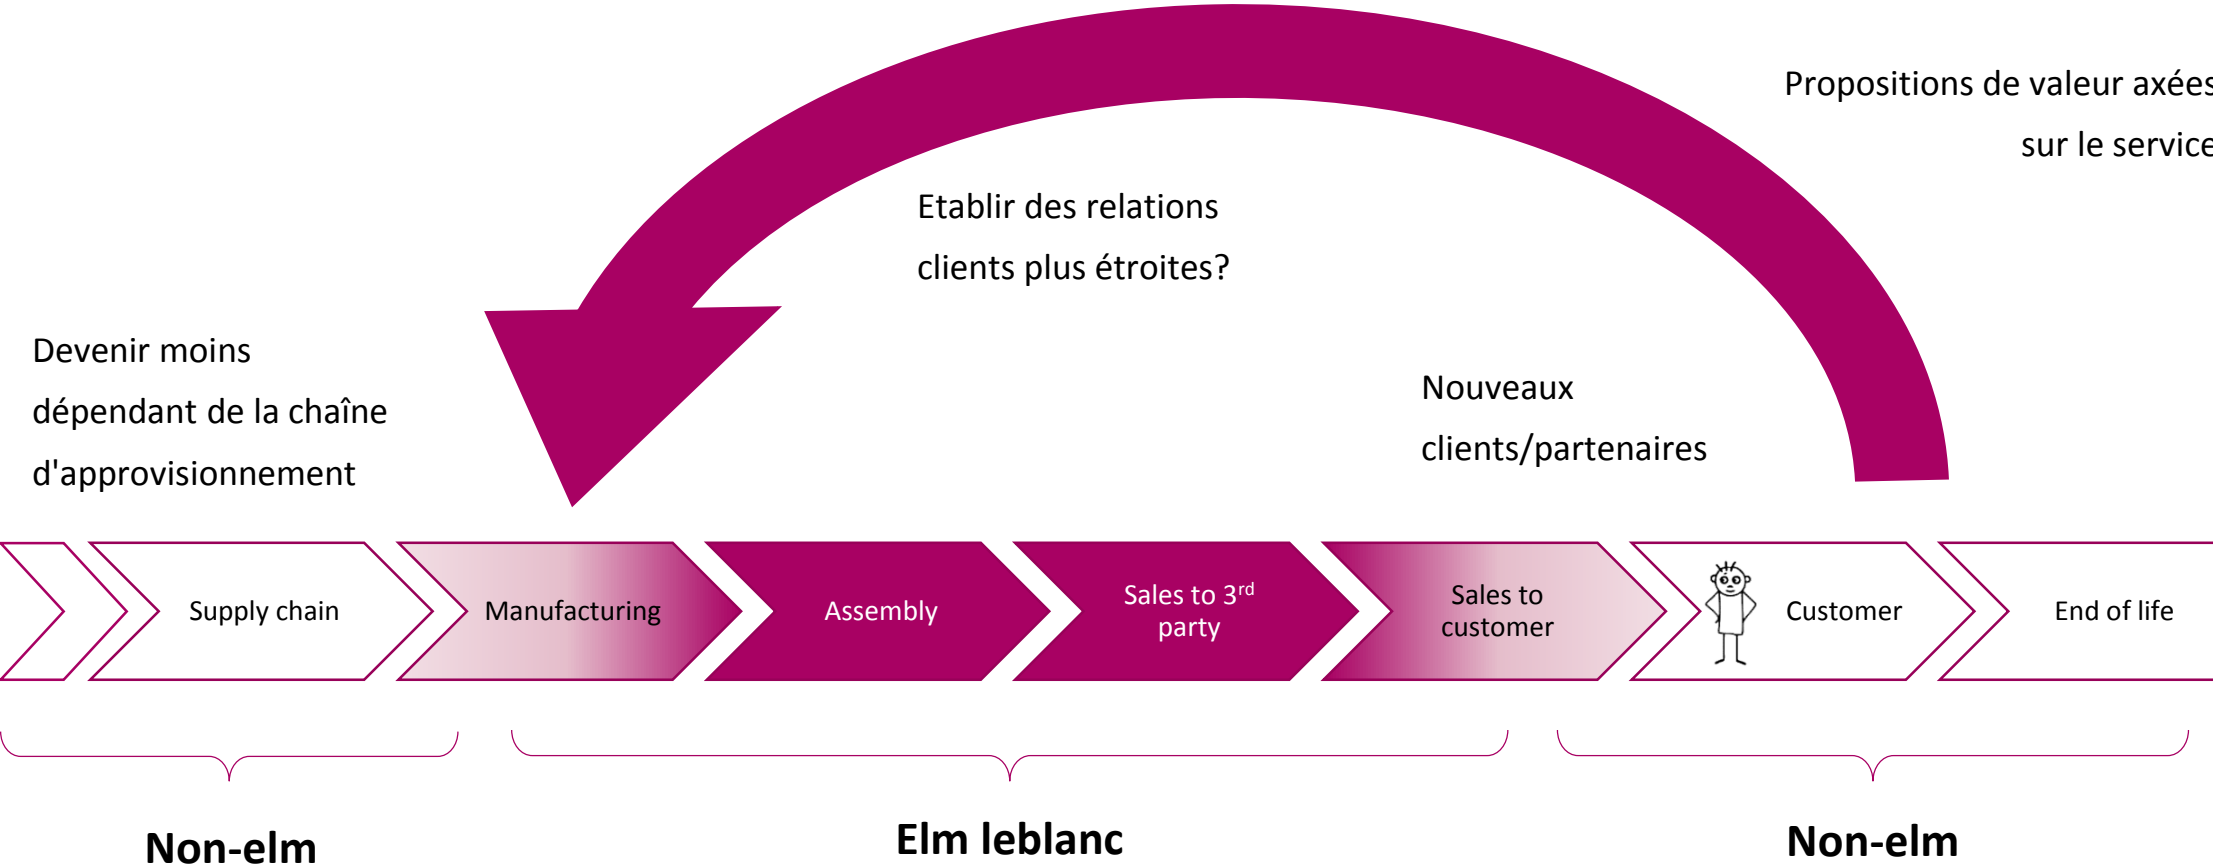 Propositions de valeur axées
sur le service
Etablir des relations
clients plus étroites?
Devenir moins
dépendant de la chaîne
d'approvisionnement
Nouveaux
clients/partenaires
Supply chain
Manufacturing
Assembly
Sales to 3rd
party
Sales to
customer
Customer
End of life
Non-elm
Elm leblanc
Non-elm